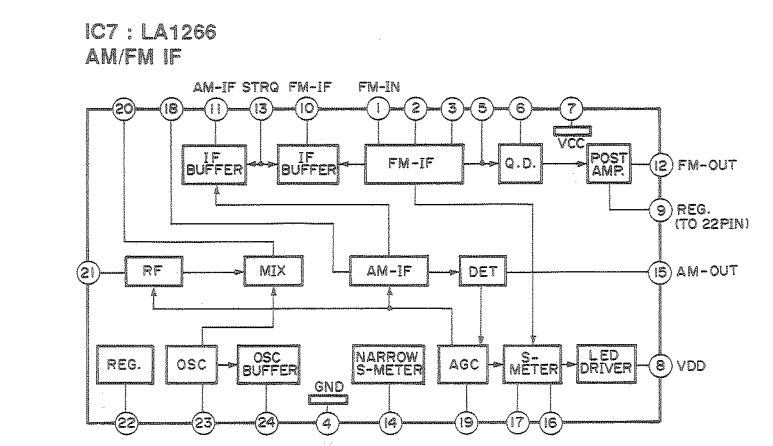 IC7 : LA1266
AM/FM IF
AM-IF STRQ FM-IF FM-IN
20 18 11 13 10 1 2 3 5 6 7
VCC
IF BUFFER
IF BUFFER
FM-IF
Q.D.
POST AMP.
12 FM-OUT
9 REG.
(TO 22PIN)
21
RF
MIX
AM-IF
DET
15 AM-OUT
REG.
OSC
OSC BUFFER
NARROW S-METER
AGC
S-METER
LED DRIVER
8 VDD
GND
22 23 24 4 14 19 17 16